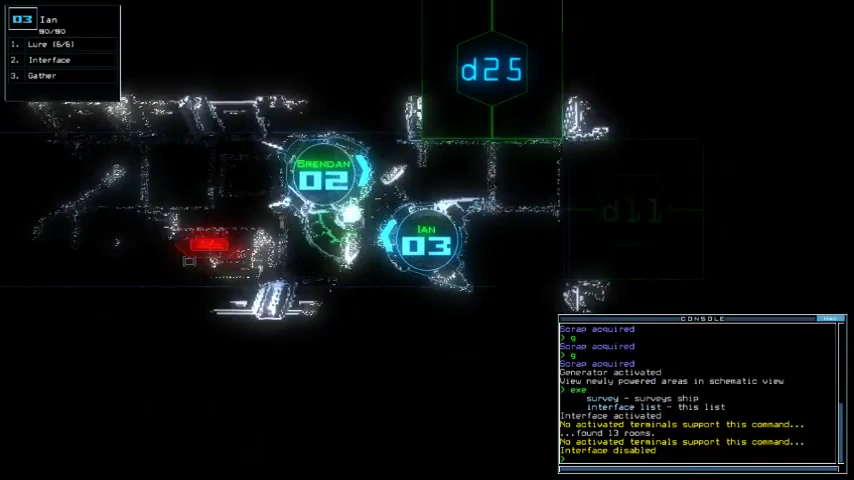 03 Ian
90/90
1. Lure (6/6)
2. Interface
3. Gather
d25
BRENDAN
02
d11
IAN
03
CONSOLE
Scrap acquired
> g
Scrap acquired
> g
Scrap acquired
Generator activated
View newly powered areas in schematic view
> exe
survey - surveys ship
interface list - this list
Interface activated
No activated terminals support this command...
...found 13 rooms.
No activated terminals support this command...
Interface disabled
>